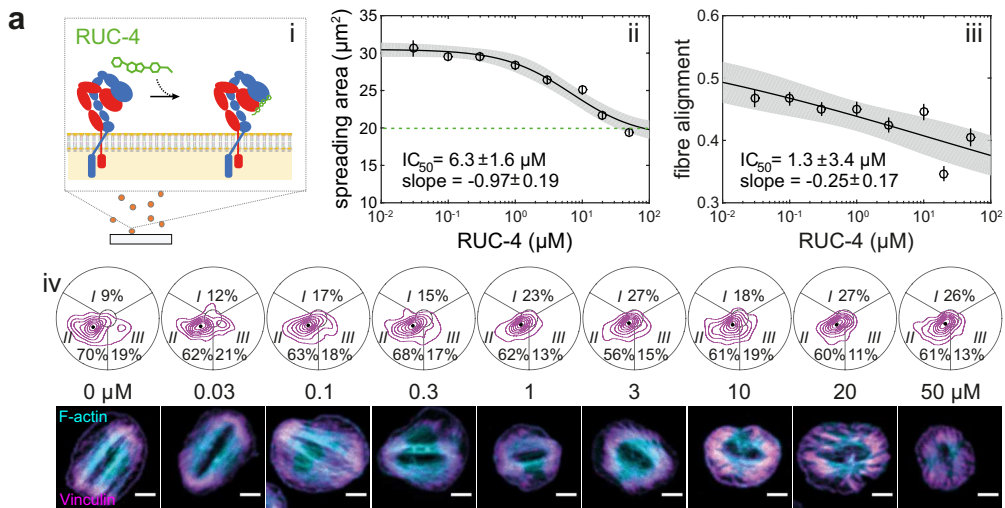 a
RUC-4
i
ii
spreading area (µm²)
35
30
25
20
15
10
IC50= 6.3±1.6 µM
slope = -0.97±0.19
10⁻² 10⁻¹ 10⁰ 10¹ 10²
RUC-4 (µM)
iii
fibre alignment
0.6
0.5
0.4
0.3
IC50= 1.3±3.4 µM
slope = -0.25±0.17
10⁻² 10⁻¹ 10⁰ 10¹ 10²
RUC-4 (µM)
iv
I 9% I 12% I 17% I 15% I 23% I 27% I 18% I 27% I 26%
II III II III II III II III II III II III II III II III II III
70% 19% 62% 21% 63% 18% 68% 17% 62% 13% 56% 15% 61% 19% 60% 11% 61% 13%
0 µM 0.03 0.1 0.3 1 3 10 20 50 µM
F-actin
Vinculin